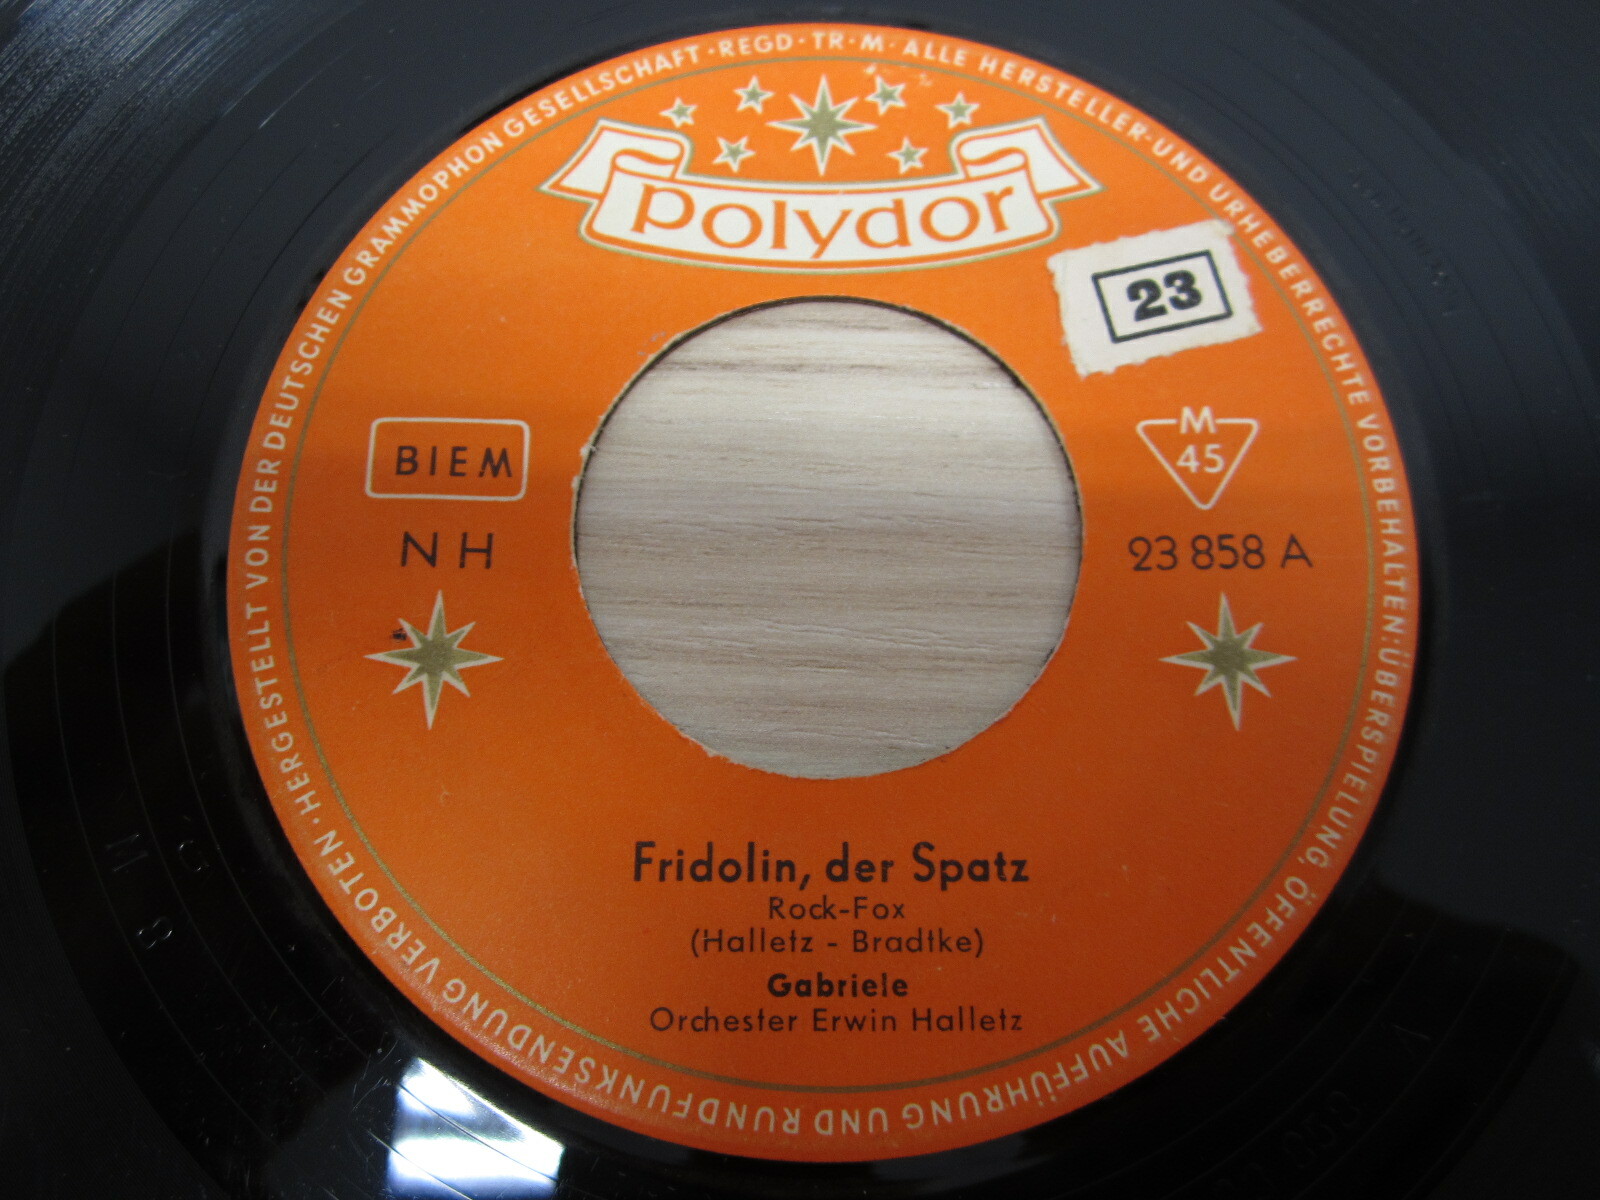 HERGESTELLT VON DER DEUTSCHEN GRAMMOPHON GESELLSCHAFT · REGD · TR · M · ALLE HERSTELLER- UND URHEBERRECHTE VORBEHALTEN: ÜBERSPIELUNG, ÖFFENTLICHE AUFFÜHRUNG UND RUNDFUNKSENDUNG VERBOTEN ·
polydor
23
BIEM
M
45
NH
23 858 A
Fridolin, der Spatz
Rock-Fox
(Halletz - Bradtke)
Gabriele
Orchester Erwin Halletz